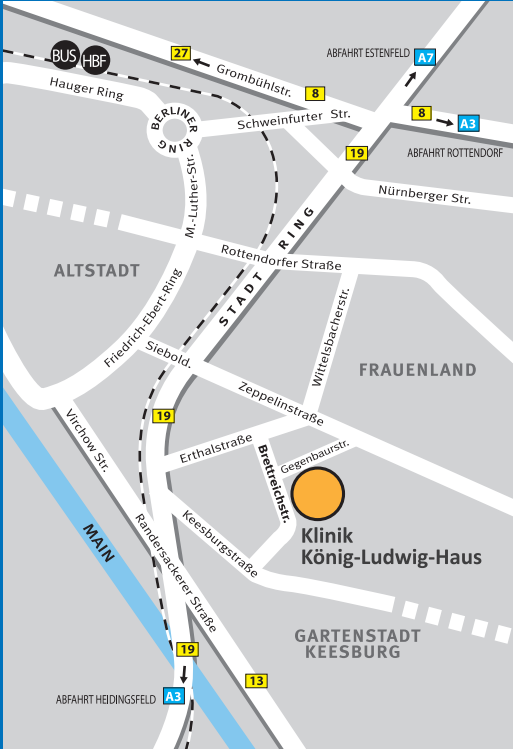 BUS
HBF
27
ABFAHRT ESTENFELD
A7
Grombühlstr.
Hauger Ring
8
8
A3
BERLINER
RING
Schweinfurter Str.
ABFAHRT ROTTENDORF
19
M.-Luther-Str.
Nürnberger Str.
STADT RING
Rottendorfer Straße
ALTSTADT
Friedrich-Ebert-Ring
Wittelsbacherstr.
Siebold.
FRAUENLAND
Zeppelinstraße
19
Virchow Str.
Erthalstraße
Brettreichstr.
Gegenbaurstr.
Keesburgstraße
Klinik
König-Ludwig-Haus
MAIN
Randersackerer Straße
GARTENSTADT
KEESBURG
19
13
ABFAHRT HEIDINGSFELD
A3